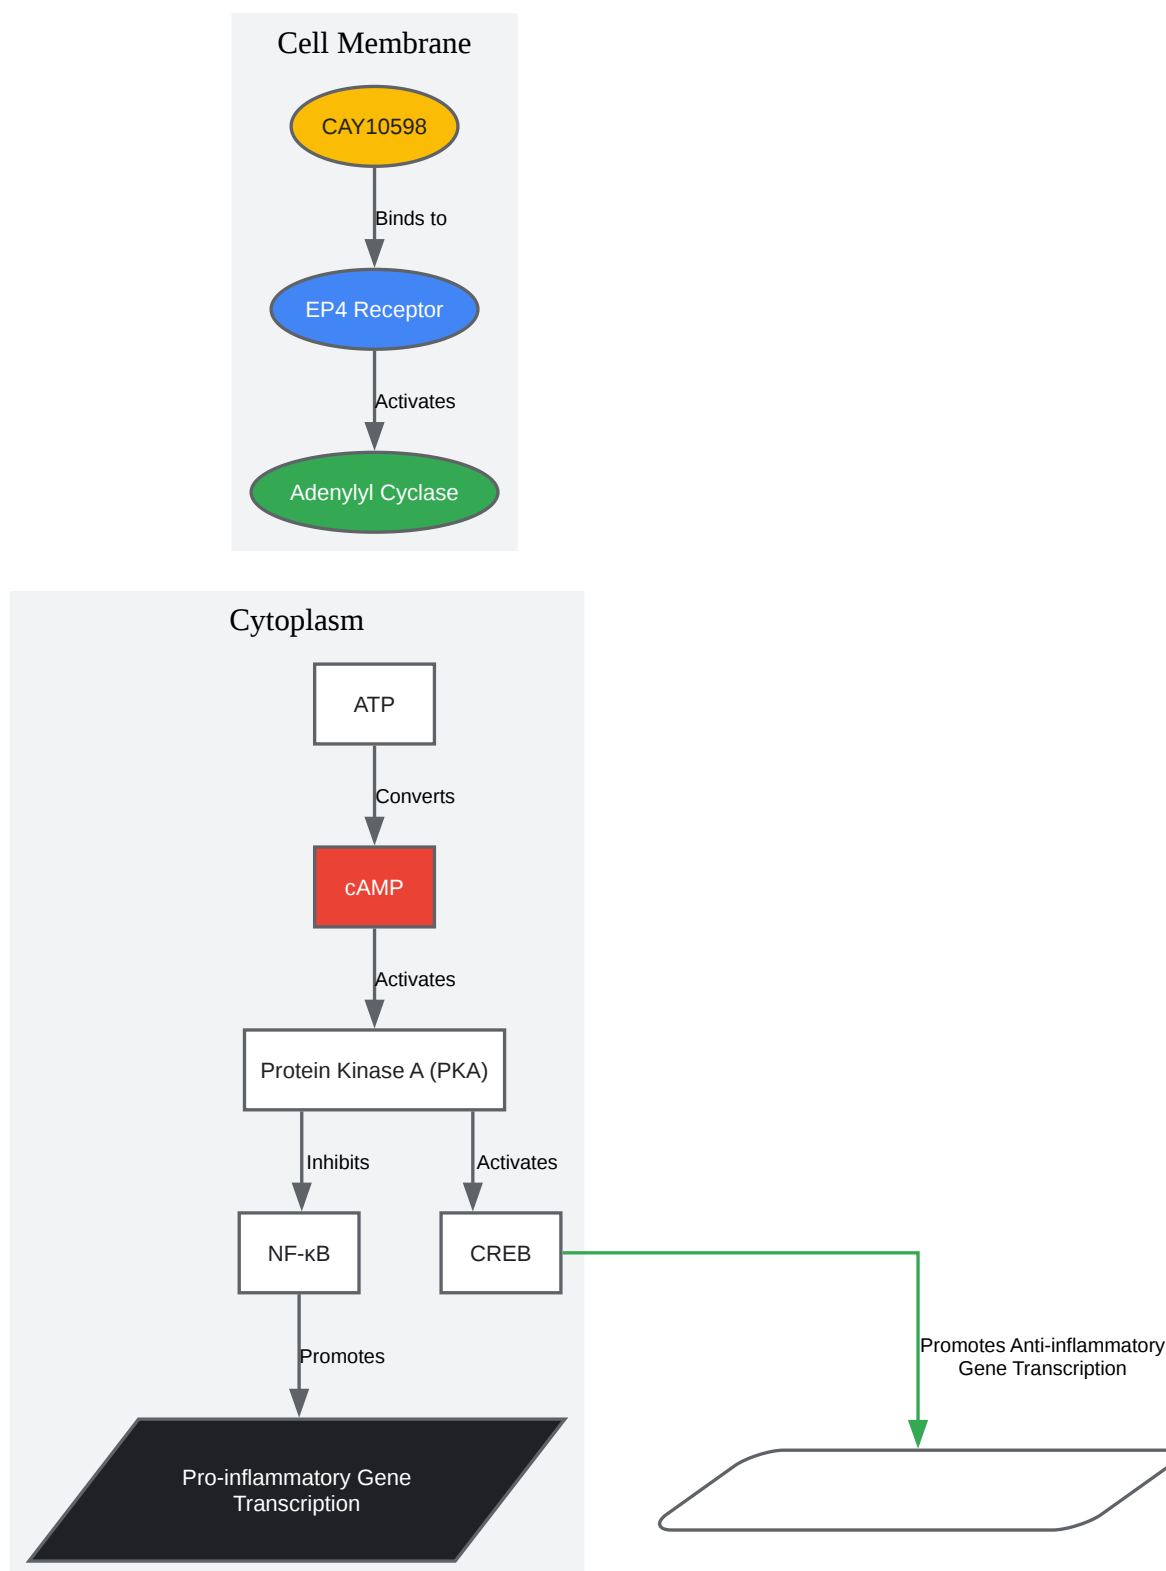 Cell Membrane
CAY10598
Binds to
EP4 Receptor
Activates
Adenylyl Cyclase
Cytoplasm
ATP
Converts
cAMP
Activates
Protein Kinase A (PKA)
Inhibits
Activates
NF-κB
CREB
Promotes
Promotes Anti-inflammatory
Gene Transcription
Pro-inflammatory Gene
Transcription